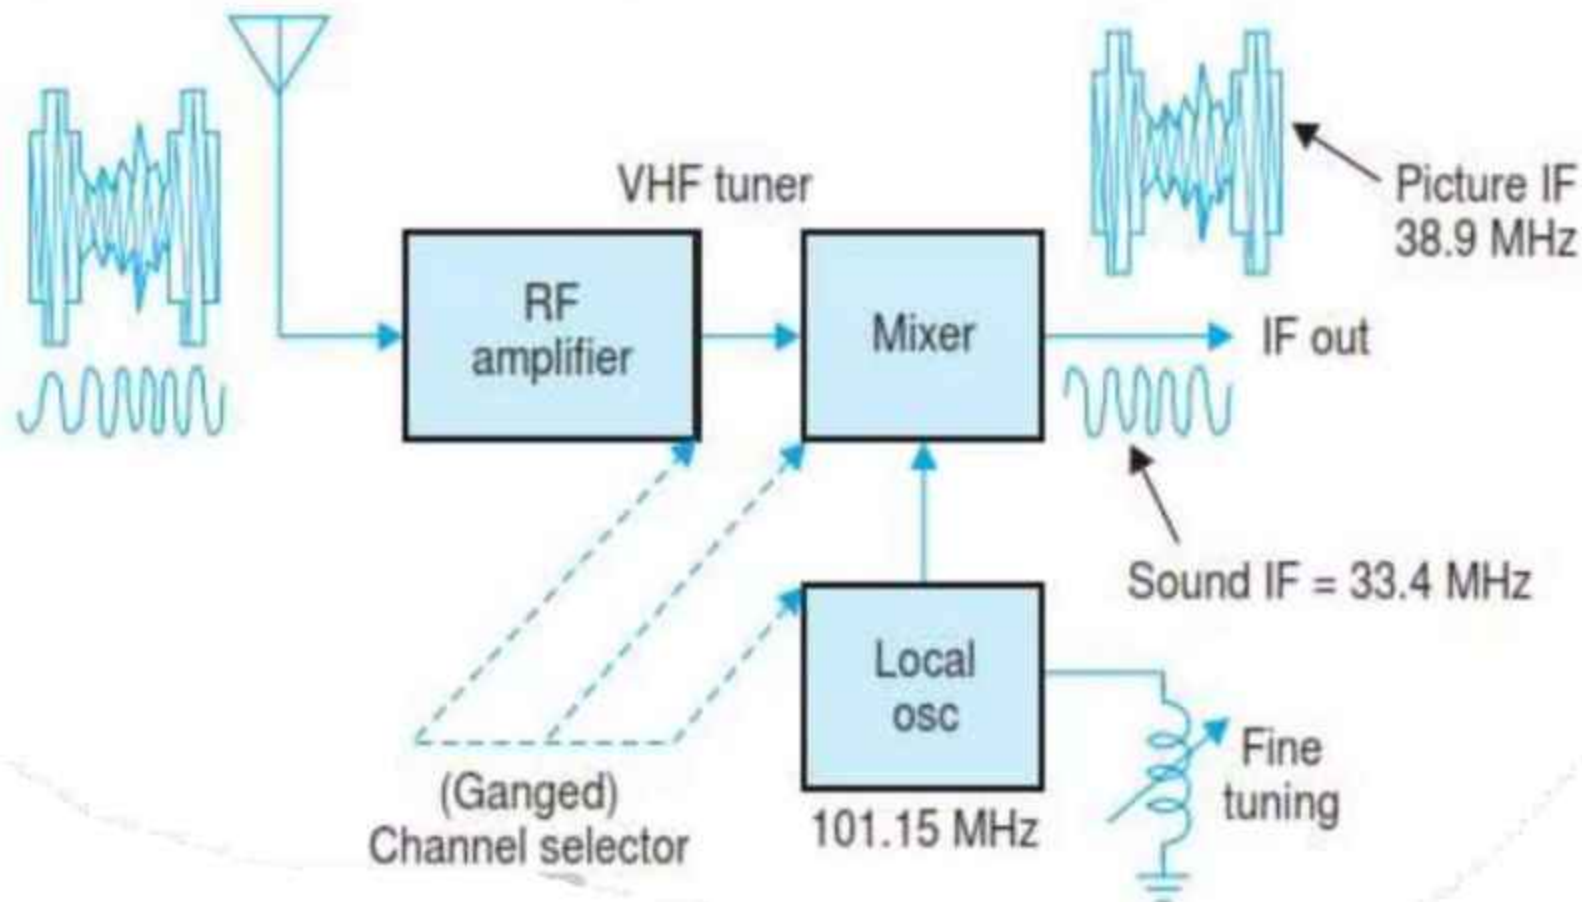 VHF tuner
RF
amplifier
Mixer
Picture IF
38.9 MHz
IF out
Sound IF = 33.4 MHz
Local
osc
101.15 MHz
Fine
tuning
(Ganged)
Channel selector